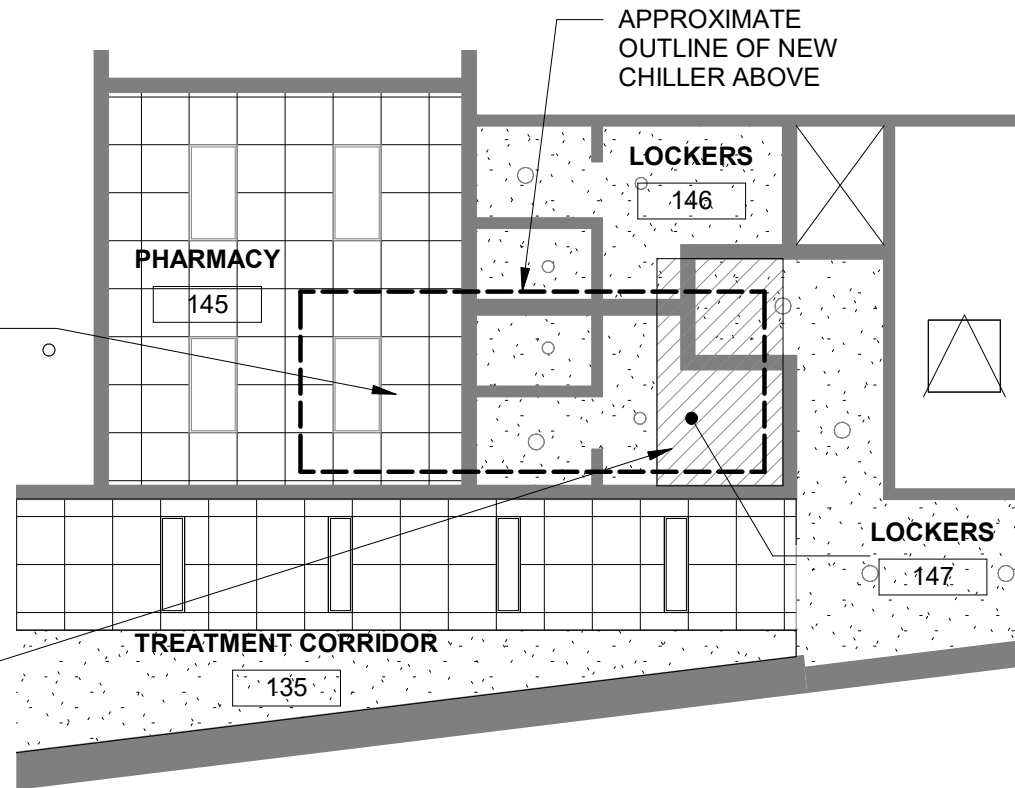 APPROXIMATE
OUTLINE OF NEW
CHILLER ABOVE
LOCKERS
146
PHARMACY
145
LOCKERS
147
TREATMENT CORRIDOR
135